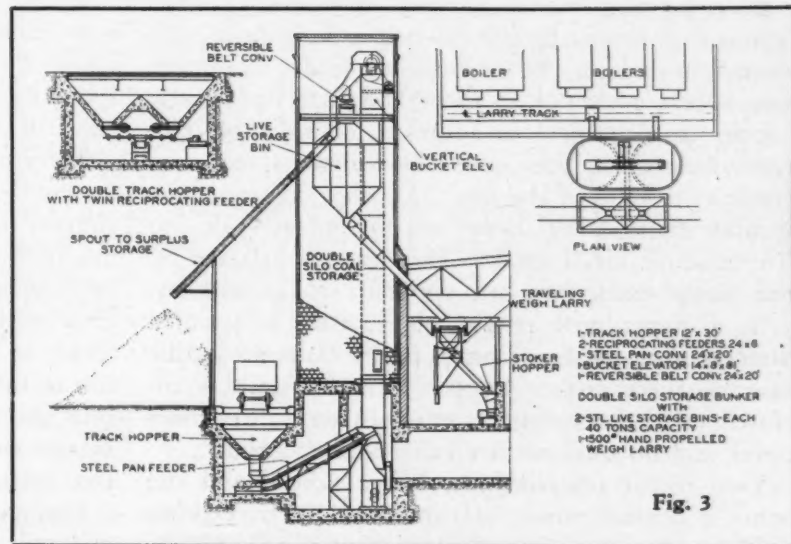 REVERSIBLE
BELT CONV.
LIVE
STORAGE
BIN
VERTICAL
BUCKET ELEV.
DOUBLE TRACK HOPPER
WITH TWIN RECIPROCATING FEEDER
SPOUT TO SURPLUS
STORAGE
DOUBLE
SILO COAL
STORAGE
TRACK HOPPER
STEEL PAN FEEDER
BOILER
BOILERS
℄ LARRY TRACK
PLAN VIEW
TRAVELING
WEIGH LARRY
STOKER
HOPPER
1-TRACK HOPPER 12'x 30'
2-RECIPROCATING FEEDERS 24 x 6
1-STEEL PAN CONV. 24"x 20'
1-BUCKET ELEVATOR 14"x 8"x 81'
1-REVERSIBLE BELT CONV.
DOUBLE SILO STORAGE BUNKER
WITH
2-STL. LIVE STORAGE BINS-EACH
40 TONS CAPACITY
1-1500# HAND PROPELLED
WEIGH LARRY
Fig. 3